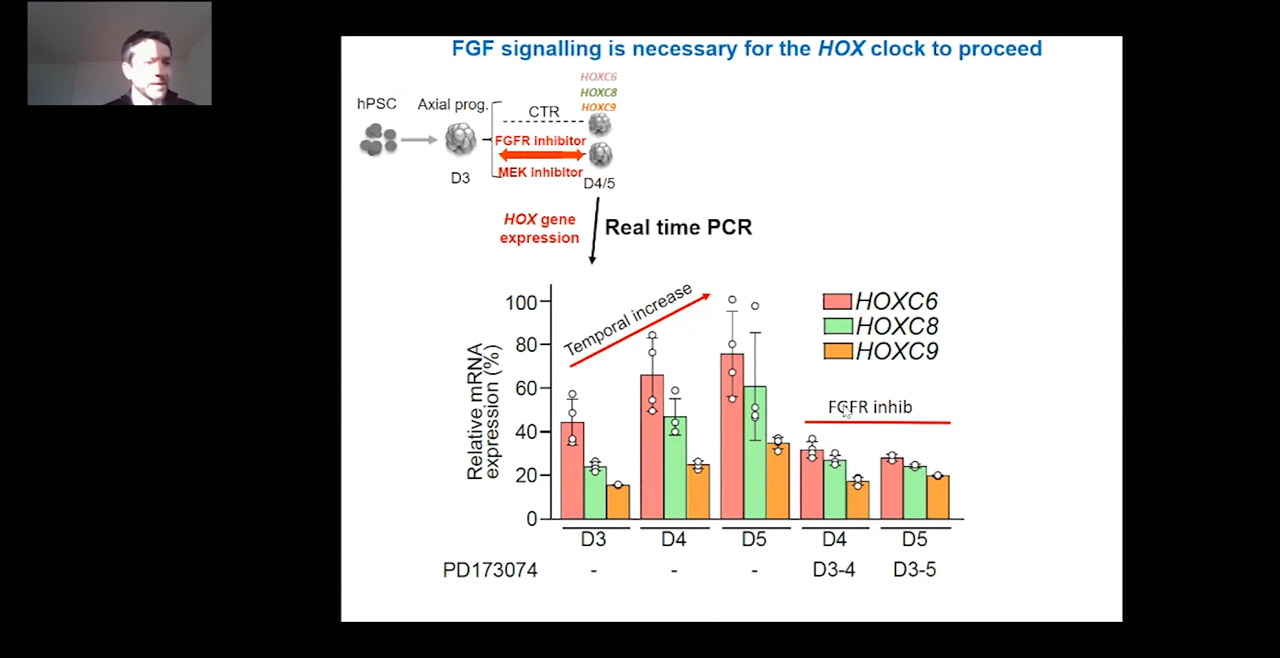 FGF signalling is necessary for the HOX clock to proceed
HOXC6
HOXC8
HOXC9
hPSC
Axial prog.
CTR
FGFR inhibitor
MEK inhibitor
D3
D4/5
HOX gene
expression
Real time PCR
Temporal increase
HOXC6
HOXC8
HOXC9
FGFR inhib
Relative mRNA
expression (%)
100
80
60
40
20
0
D3 D4 D5 D4 D5
PD173074 - - - D3-4 D3-5